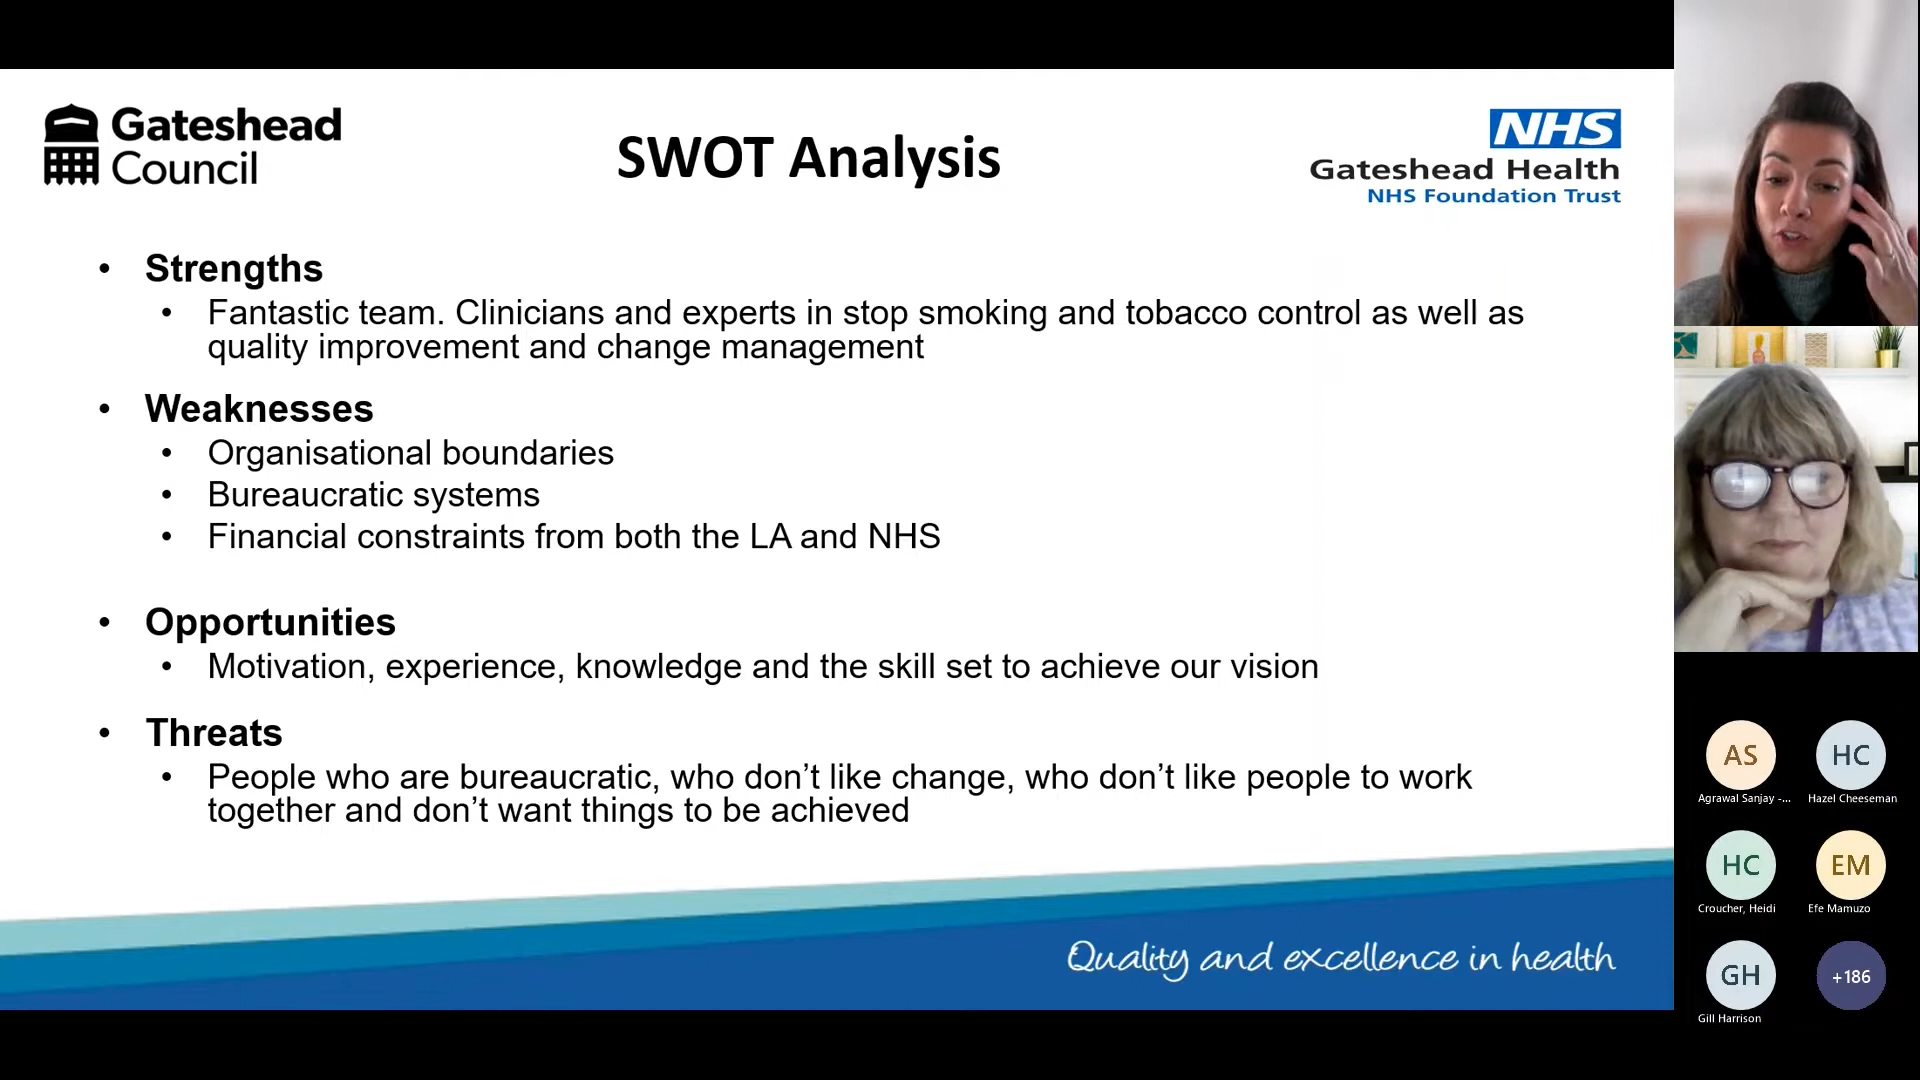 Gateshead
Council
SWOT Analysis
NHS
Gateshead Health
NHS Foundation Trust
• Strengths
• Fantastic team. Clinicians and experts in stop smoking and tobacco control as well as
quality improvement and change management
• Weaknesses
• Organisational boundaries
• Bureaucratic systems
• Financial constraints from both the LA and NHS
• Opportunities
• Motivation, experience, knowledge and the skill set to achieve our vision
• Threats
• People who are bureaucratic, who don’t like change, who don’t like people to work
together and don’t want things to be achieved
Quality and excellence in health
AS
Agrawal Sanjay -...
HC
Hazel Cheeseman
HC
Croucher, Heidi
EM
Efe Mamuzo
GH
Gill Harrison
+186